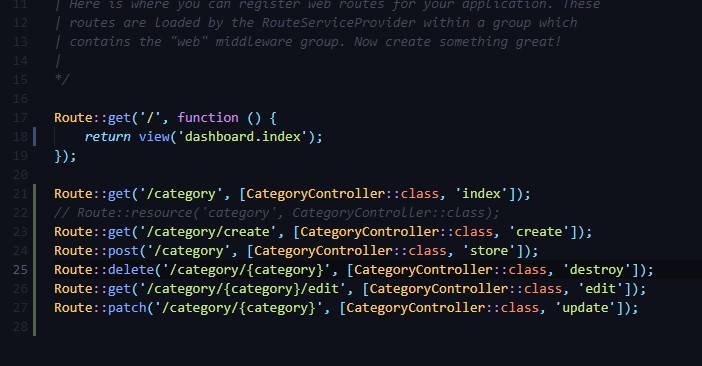 11 | Here is where you can register web routes for your application. These
12 | routes are loaded by the RouteServiceProvider within a group which
13 | contains the "web" middleware group. Now create something great!
14 |
15 */
16
17 Route::get('/', function () {
18     return view('dashboard.index');
19 });
20
21 Route::get('/category', [CategoryController::class, 'index']);
22 // Route::resource('category', CategoryController::class);
23 Route::get('/category/create', [CategoryController::class, 'create']);
24 Route::post('/category', [CategoryController::class, 'store']);
25 Route::delete('/category/{category}', [CategoryController::class, 'destroy']);
26 Route::get('/category/{category}/edit', [CategoryController::class, 'edit']);
27 Route::patch('/category/{category}', [CategoryController::class, 'update']);
28